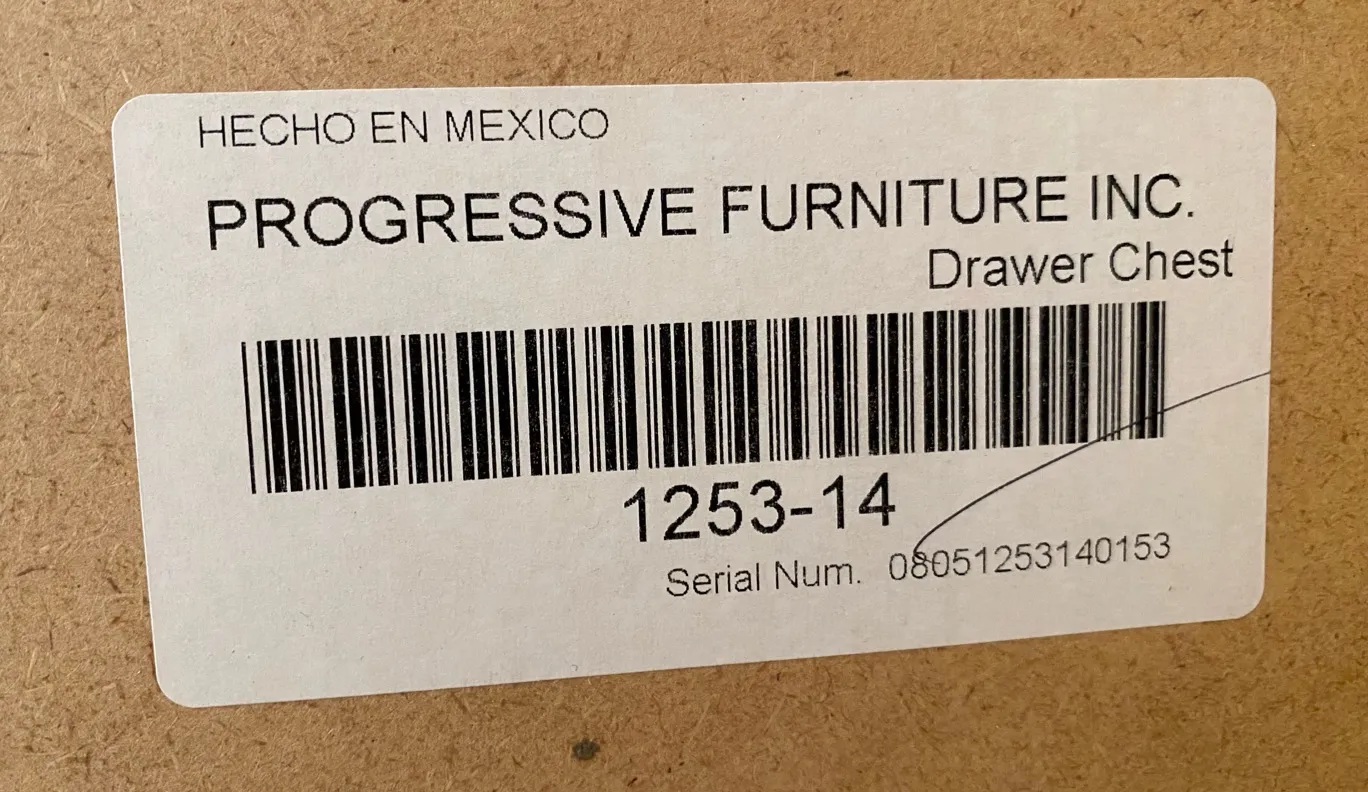 HECHO EN MEXICO
PROGRESSIVE FURNITURE INC.
Drawer Chest
1253-14
Serial Num. 08051253140153